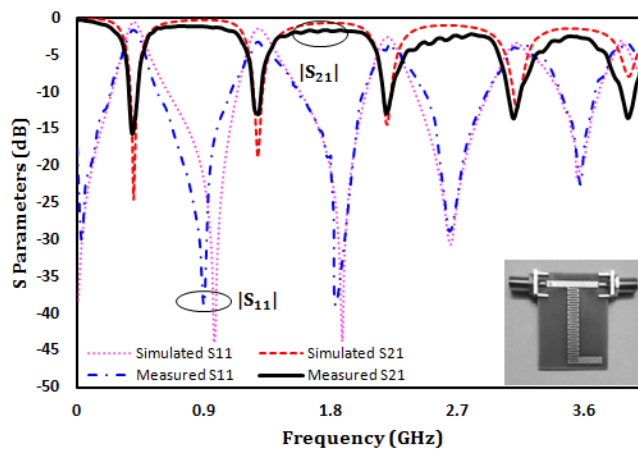 0
-5
-10
-15
-20
-25
-30
-35
-40
-45
-50
S Parameters (dB)
|S21|
|S11|
Simulated S11
Simulated S21
Measured S11
Measured S21
0
0.9
1.8
2.7
3.6
Frequency (GHz)